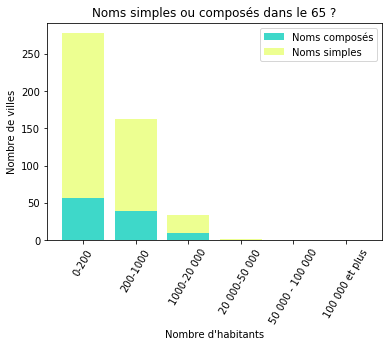 Noms simples ou composés dans le 65 ?
Noms composés
Noms simples
Nombre de villes
250
200
150
100
50
0
0-200
200-1000
1000-20 000
20 000-50 000
50 000 - 100 000
100 000 et plus
Nombre d'habitants